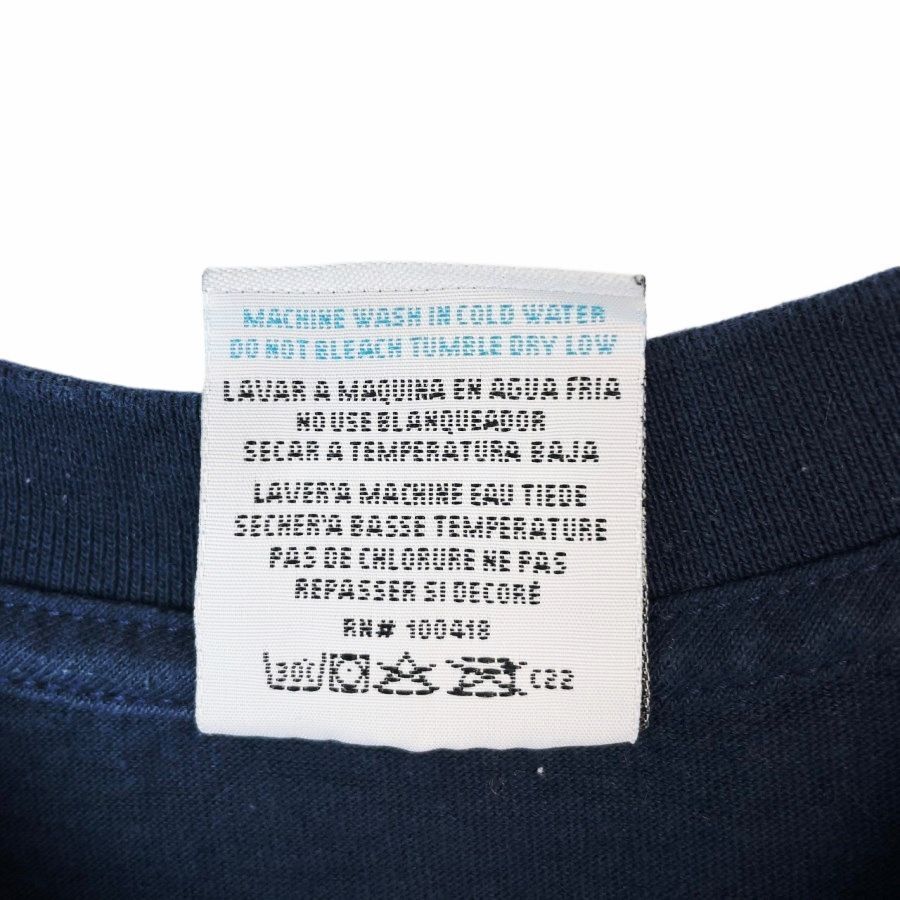 MACHINE WASH IN COLD WATER
DO NOT BLEACH TUMBLE DRY LOW
LAVAR A MAQUINA EN AGUA FRIA
NO USE BLANQUEADOR
SECAR A TEMPERATURA BAJA
LAVER'A MACHINE EAU TIEDE
SECHER'A BASSE TEMPERATURE
PAS DE CHLORURE NE PAS
REPASSER SI DECORÉ
RN# 100418
30 C22